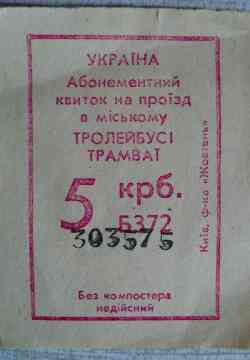 УКРАЇНА
Абонементний
квиток на проїзд
в міському
ТРОЛЕЙБУСІ
ТРАМВАЇ
5 крб.
Б372
303575
Без компостера
недійсний
Київ, ф-ка «Жовтень»